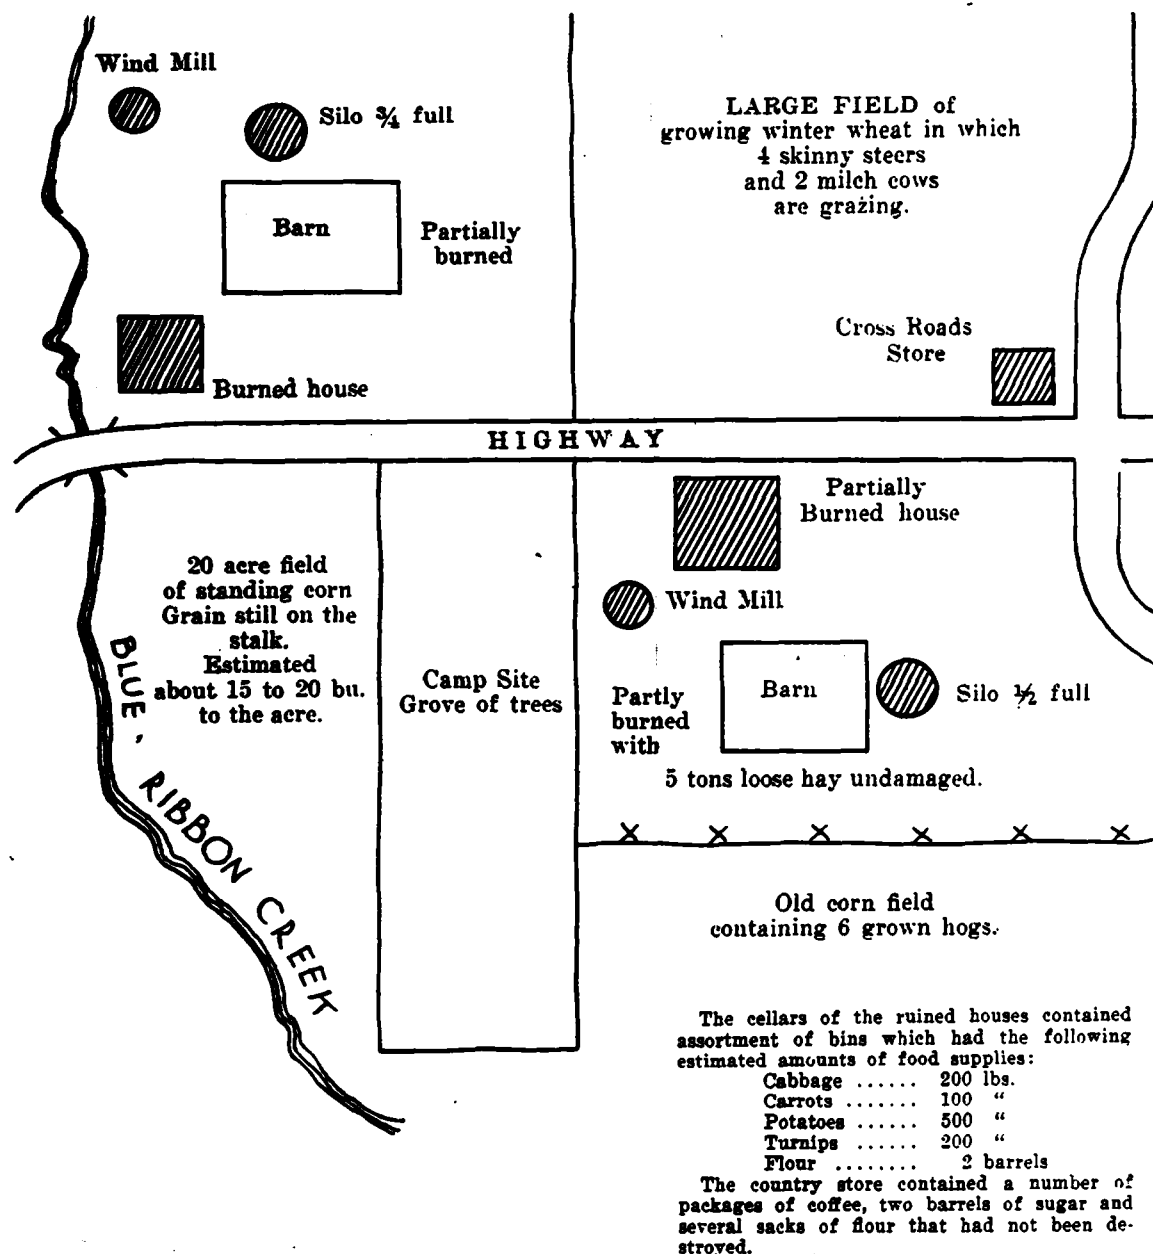 Wind Mill
Silo ¾ full
Barn
Partially
burned
Burned house
LARGE FIELD of
growing winter wheat in which
4 skinny steers
and 2 milch cows
are grazing.
Cross Roads
Store
HIGHWAY
20 acre field
of standing corn
Grain still on the
stalk.
Estimated
about 15 to 20 bu.
to the acre.
BLUE RIBBON CREEK
Camp Site
Grove of trees
Partially
Burned house
Wind Mill
Barn
Silo ½ full
Partly
burned
with
5 tons loose hay undamaged.
Old corn field
containing 6 grown hogs.
The cellars of the ruined houses contained
assortment of bins which had the following
estimated amounts of food supplies:
Cabbage ...... 200 lbs.
Carrots ....... 100 “
Potatoes ...... 500 “
Turnips ...... 200 “
Flour ........ 2 barrels
The country store contained a number of
packages of coffee, two barrels of sugar and
several sacks of flour that had not been de-
stroyed.